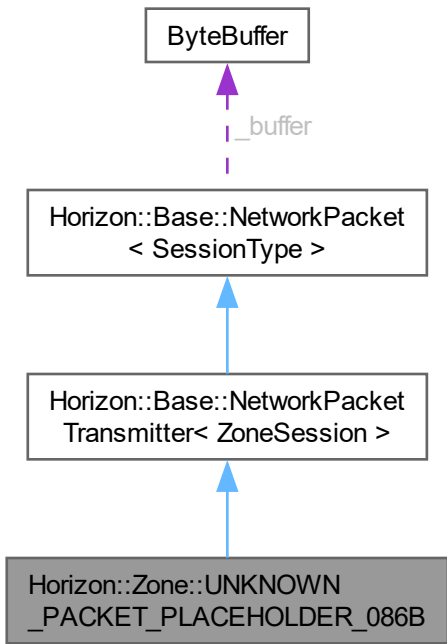 ByteBuffer
_buffer
Horizon::Base::NetworkPacket
< SessionType >
Horizon::Base::NetworkPacket
Transmitter< ZoneSession >
Horizon::Zone::UNKNOWN
_PACKET_PLACEHOLDER_086B